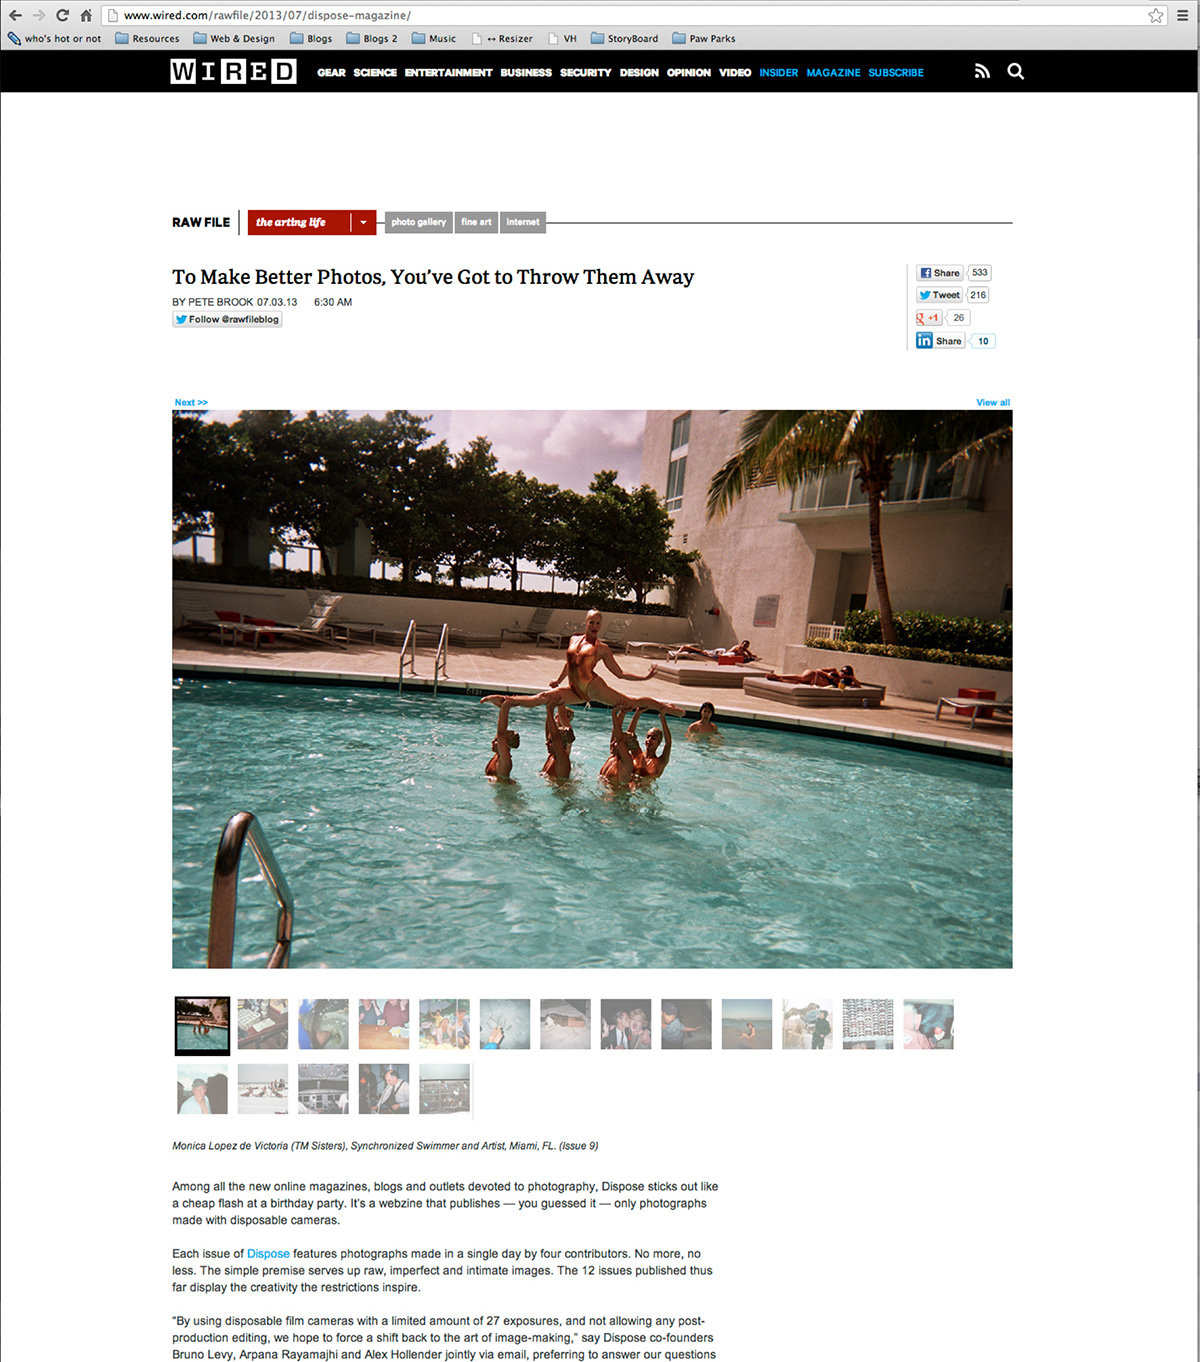 www.wired.com/rawfile/2013/07/dispose-magazine/
who's hot or not Resources Web & Design Blogs Blogs 2 Music ↔ Resizer VH StoryBoard Paw Parks
WIRED GEAR SCIENCE ENTERTAINMENT BUSINESS SECURITY DESIGN OPINION VIDEO INSIDER MAGAZINE SUBSCRIBE
RAW FILE the arting life photo gallery fine art internet
To Make Better Photos, You've Got to Throw Them Away
BY PETE BROOK 07.03.13 6:30 AM
Follow @rawfileblog
Share 533
Tweet 216
+1 26
in Share 10
Next >> View all
Monica Lopez de Victoria (TM Sisters), Synchronized Swimmer and Artist, Miami, FL. (Issue 9)
Among all the new online magazines, blogs and outlets devoted to photography, Dispose sticks out like
a cheap flash at a birthday party. It's a webzine that publishes — you guessed it — only photographs
made with disposable cameras.
Each issue of Dispose features photographs made in a single day by four contributors. No more, no
less. The simple premise serves up raw, imperfect and intimate images. The 12 issues published thus
far display the creativity the restrictions inspire.
"By using disposable film cameras with a limited amount of 27 exposures, and not allowing any post-
production editing, we hope to force a shift back to the art of image-making," say Dispose co-founders
Bruno Levy, Arpana Rayamajhi and Alex Hollender jointly via email, preferring to answer our questions